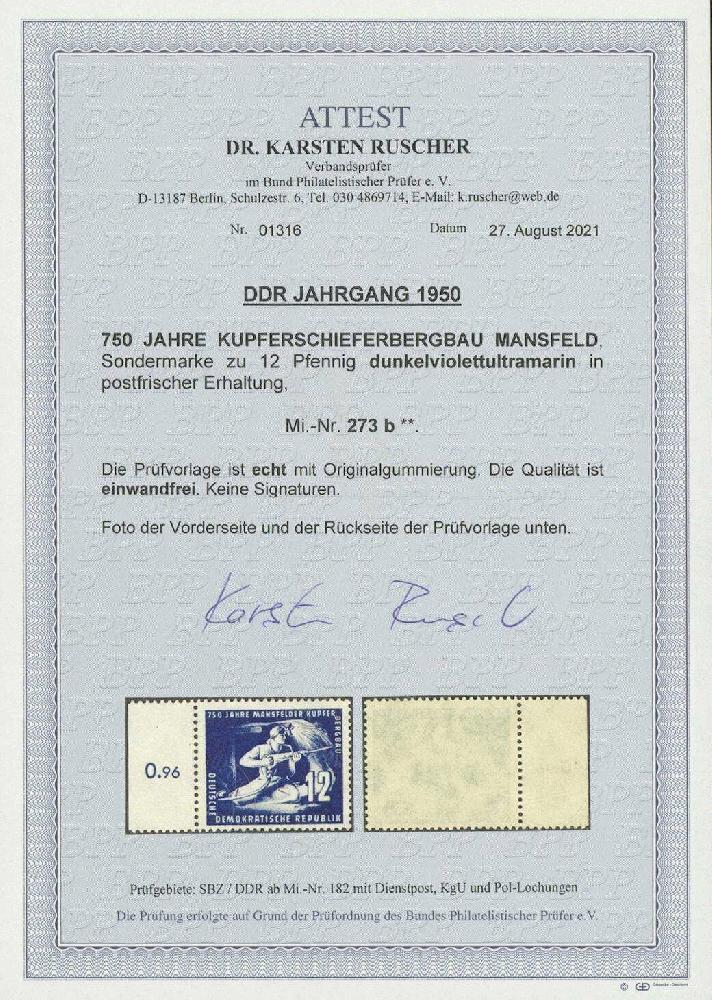 ATTEST
DR. KARSTEN RUSCHER
Verbandsprüfer
im Bund Philatelistischer Prüfer e. V.
D-13187 Berlin, Schulzestr. 6, Tel. 030 4869714, E-Mail: k.ruscher@web.de
Nr. 01316 Datum 27. August 2021
DDR JAHRGANG 1950
750 JAHRE KUPFERSCHIEFERBERGBAU MANSFELD,
Sondermarke zu 12 Pfennig dunkelviolettultramarin in
postfrischer Erhaltung,
Mi.-Nr. 273 b **.
Die Prüfvorlage ist echt mit Originalgummierung. Die Qualität ist
einwandfrei. Keine Signaturen.
Foto der Vorderseite und der Rückseite der Prüfvorlage unten.
Karsten Ruscher
0.96
750 JAHRE MANSFELDER KUPFER
BERGBAU
12
DEUTSCHE
DEMOKRATISCHE REPUBLIK
Prüfgebiete: SBZ / DDR ab Mi.-Nr. 182 mit Dienstpost, KgU und Pol-Lochungen
Die Prüfung erfolgte auf Grund der Prüfordnung des Bundes Philatelistischer Prüfer e.V.